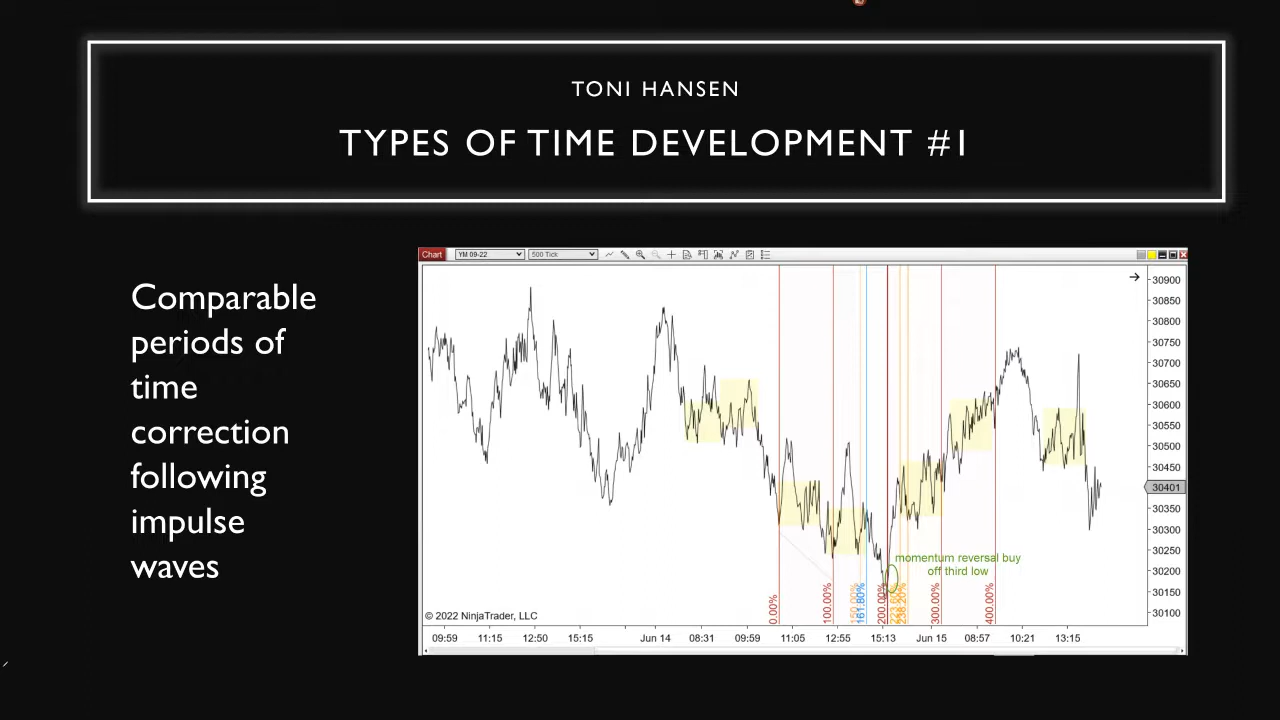 TONI HANSEN
TYPES OF TIME DEVELOPMENT #1
Comparable
periods of
time
correction
following
impulse
waves
Chart
YM 09-22
500 Tick
30900
30850
30800
30750
30700
30650
30600
30550
30500
30450
30401
30350
30300
30250
30200
30150
30100
momentum reversal buy
off third low
0.00%
100.00%
150.00%
161.80%
200.00%
238.20%
300.00%
400.00%
© 2022 NinjaTrader, LLC
09:59 11:15 12:50 15:15 Jun 14 08:31 09:59 11:05 12:55 15:13 Jun 15 08:57 10:21 13:15